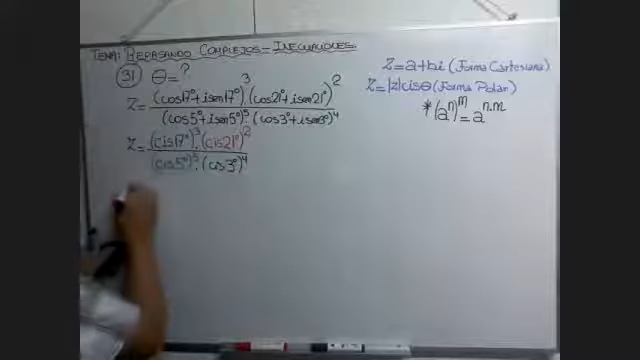 TEMA: REPASANDO COMPLEJOS - INECUACIONES
31 θ = ?
Z = (cos17°+isen17°)³.(cos21°+isen21°)² / (cos5°+isen5°)⁵.(cos3°+isen3°)⁴
Z = (cis17°)³.(cis21°)² / (cis5°)⁵.(cis3°)⁴
Z = a+bi (Forma Cartesiana)
Z = |Z|cisθ (Forma Polar)
* (aⁿ)ᵐ = aⁿ·ᵐ